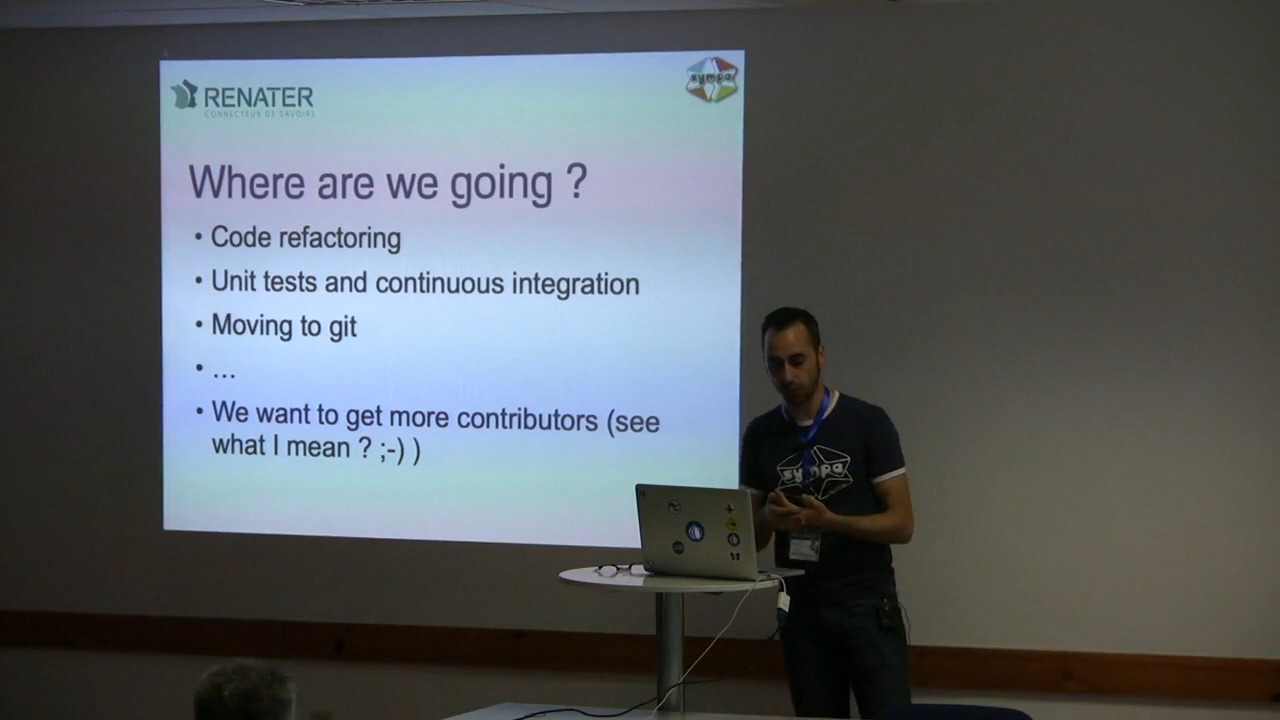 RENATER
CONNECTEUR DE SAVOIRS
sympa
Where are we going ?
• Code refactoring
• Unit tests and continuous integration
• Moving to git
• ...
• We want to get more contributors (see
what I mean ? ;-) )
sympa